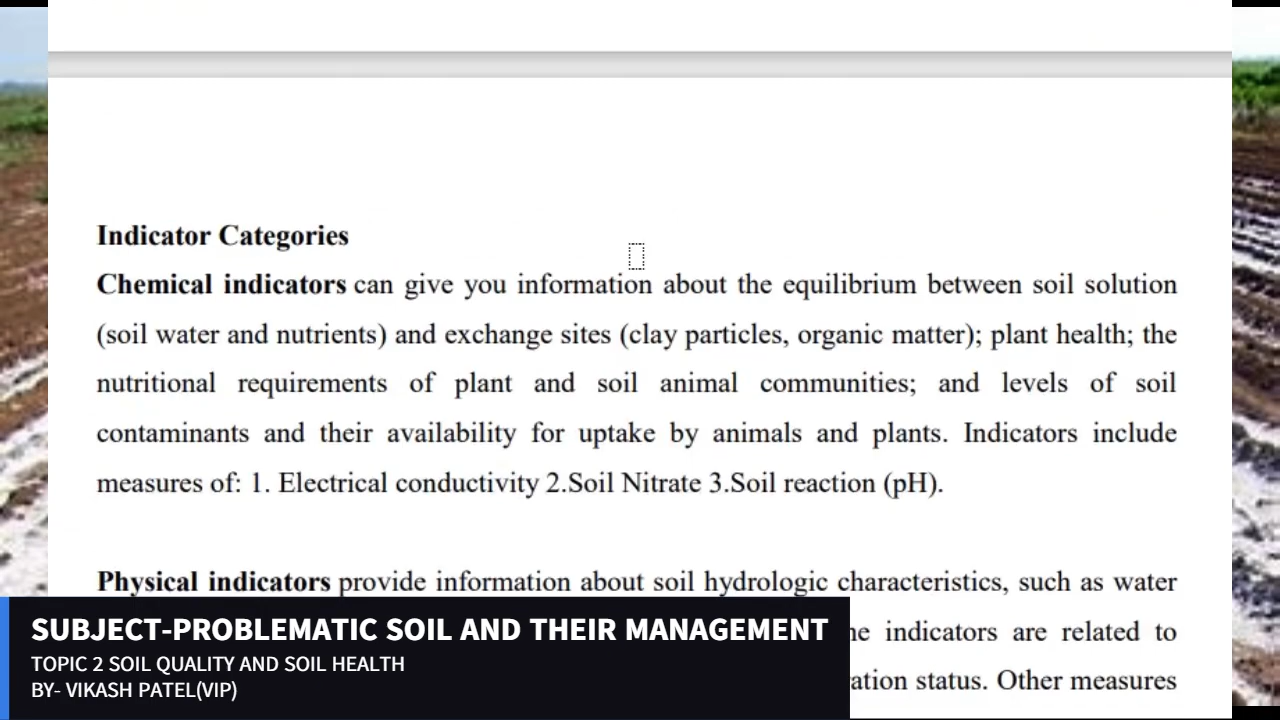 Indicator Categories
Chemical indicators can give you information about the equilibrium between soil solution
(soil water and nutrients) and exchange sites (clay particles, organic matter); plant health; the
nutritional requirements of plant and soil animal communities; and levels of soil
contaminants and their availability for uptake by animals and plants. Indicators include
measures of: 1. Electrical conductivity 2.Soil Nitrate 3.Soil reaction (pH).
Physical indicators provide information about soil hydrologic characteristics, such as water
indicators are related to
status. Other measures
SUBJECT-PROBLEMATIC SOIL AND THEIR MANAGEMENT
TOPIC 2 SOIL QUALITY AND SOIL HEALTH
BY- VIKASH PATEL(VIP)